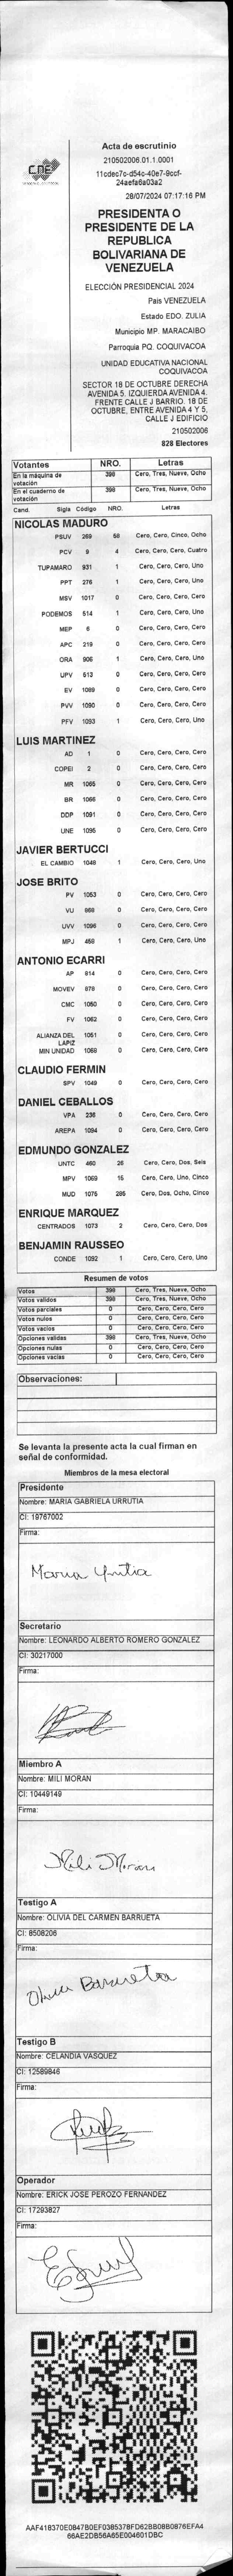 CNE
Acta de escrutinio
210502006.01.1.0001
11cdec7c-d54c-40e7-9ccf-
24aefa6a03a2
28/07/2024 07:17:16 PM
PRESIDENTA O
PRESIDENTE DE LA
REPUBLICA
BOLIVARIANA DE
VENEZUELA
ELECCIÓN PRESIDENCIAL 2024
Pais VENEZUELA
Estado EDO. ZULIA
Municipio MP. MARACAIBO
Parroquia PQ. COQUIVACOA
UNIDAD EDUCATIVA NACIONAL
COQUIVACOA
SECTOR 18 DE OCTUBRE DERECHA
AVENIDA 5. IZQUIERDA AVENIDA 4.
FRENTE CALLE J BARRIO. 18 DE
OCTUBRE, ENTRE AVENIDA 4 Y 5,
CALLE J EDIFICIO
210502006
828 Electores
Votantes NRO. Letras
En la máquina de votación 398 Cero, Tres, Nueve, Ocho
En el cuaderno de votación 398 Cero, Tres, Nueve, Ocho
Cand. Sigla Código NRO. Letras
NICOLAS MADURO
PSUV 269 58 Cero, Cero, Cinco, Ocho
PCV 9 4 Cero, Cero, Cero, Cuatro
TUPAMARO 931 1 Cero, Cero, Cero, Uno
PPT 276 1 Cero, Cero, Cero, Uno
MSV 1017 0 Cero, Cero, Cero, Cero
PODEMOS 514 1 Cero, Cero, Cero, Uno
MEP 6 0 Cero, Cero, Cero, Cero
APC 219 0 Cero, Cero, Cero, Cero
ORA 906 1 Cero, Cero, Cero, Uno
UPV 613 0 Cero, Cero, Cero, Cero
EV 1089 0 Cero, Cero, Cero, Cero
PVV 1090 0 Cero, Cero, Cero, Cero
PFV 1093 1 Cero, Cero, Cero, Uno
LUIS MARTINEZ
AD 1 0 Cero, Cero, Cero, Cero
COPEI 2 0 Cero, Cero, Cero, Cero
MR 1065 0 Cero, Cero, Cero, Cero
BR 1066 0 Cero, Cero, Cero, Cero
DDP 1091 0 Cero, Cero, Cero, Cero
UNE 1095 0 Cero, Cero, Cero, Cero
JAVIER BERTUCCI
EL CAMBIO 1048 1 Cero, Cero, Cero, Uno
JOSE BRITO
PV 1053 0 Cero, Cero, Cero, Cero
VU 868 0 Cero, Cero, Cero, Cero
UVV 1096 0 Cero, Cero, Cero, Cero
MPJ 458 1 Cero, Cero, Cero, Uno
ANTONIO ECARRI
AP 814 0 Cero, Cero, Cero, Cero
MOVEV 878 0 Cero, Cero, Cero, Cero
CMC 1050 0 Cero, Cero, Cero, Cero
FV 1062 0 Cero, Cero, Cero, Cero
ALIANZA DEL LAPIZ 1051 0 Cero, Cero, Cero, Cero
MIN UNIDAD 1069 0 Cero, Cero, Cero, Cero
CLAUDIO FERMIN
SPV 1049 0 Cero, Cero, Cero, Cero
DANIEL CEBALLOS
VPA 236 0 Cero, Cero, Cero, Cero
AREPA 1094 0 Cero, Cero, Cero, Cero
EDMUNDO GONZALEZ
UNTC 460 26 Cero, Cero, Dos, Seis
MPV 1069 15 Cero, Cero, Uno, Cinco
MUD 1075 285 Cero, Dos, Ocho, Cinco
ENRIQUE MARQUEZ
CENTRADOS 1073 2 Cero, Cero, Cero, Dos
BENJAMIN RAUSSEO
CONDE 1092 1 Cero, Cero, Cero, Uno
Resumen de votos
Votos 398 Cero, Tres, Nueve, Ocho
Votos validos 398 Cero, Tres, Nueve, Ocho
Votos parciales 0 Cero, Cero, Cero, Cero
Votos nulos 0 Cero, Cero, Cero, Cero
Votos vacios 0 Cero, Cero, Cero, Cero
Opciones validas 398 Cero, Tres, Nueve, Ocho
Opciones nulas 0 Cero, Cero, Cero, Cero
Opciones vacias 0 Cero, Cero, Cero, Cero
Observaciones:
Se levanta la presente acta la cual firman en
señal de conformidad.
Miembros de la mesa electoral
Presidente
Nombre: MARIA GABRIELA URRUTIA
CI: 19767002
Firma:
Maria Urrutia
Secretario
Nombre: LEONARDO ALBERTO ROMERO GONZALEZ
CI: 30217000
Firma:
Miembro A
Nombre: MILI MORAN
CI: 10449149
Firma:
Mili Moran
Testigo A
Nombre: OLIVIA DEL CARMEN BARRUETA
CI: 8508206
Firma:
Olivia Barrueta
Testigo B
Nombre: CELANDIA VASQUEZ
CI: 12589846
Firma:
Operador
Nombre: ERICK JOSE PEROZO FERNANDEZ
CI: 17293827
Firma:
AAF418370E0847B0EF0385378FD62BB08B0876EFA4
66AE2DB56A65E004601DBC